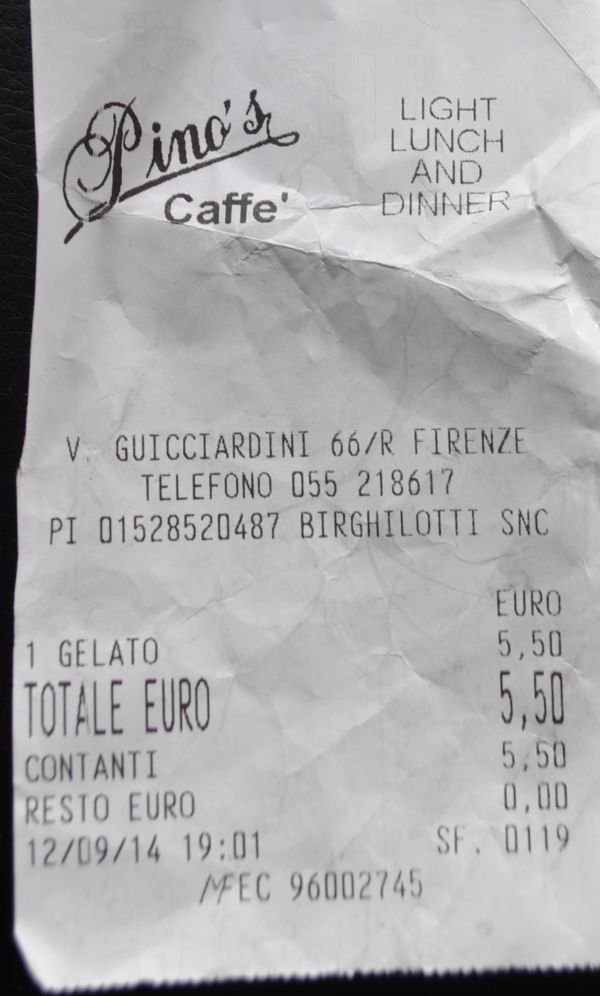 Pino's
Caffe'
LIGHT
LUNCH
AND
DINNER
V. GUICCIARDINI 66/R FIRENZE
TELEFONO 055 218617
PI 01528520487 BIRGHILOTTI SNC
EURO
1 GELATO 5,50
TOTALE EURO 5,50
CONTANTI 5,50
RESTO EURO 0,00
12/09/14 19:01 SF. 0119
MFEC 96002745